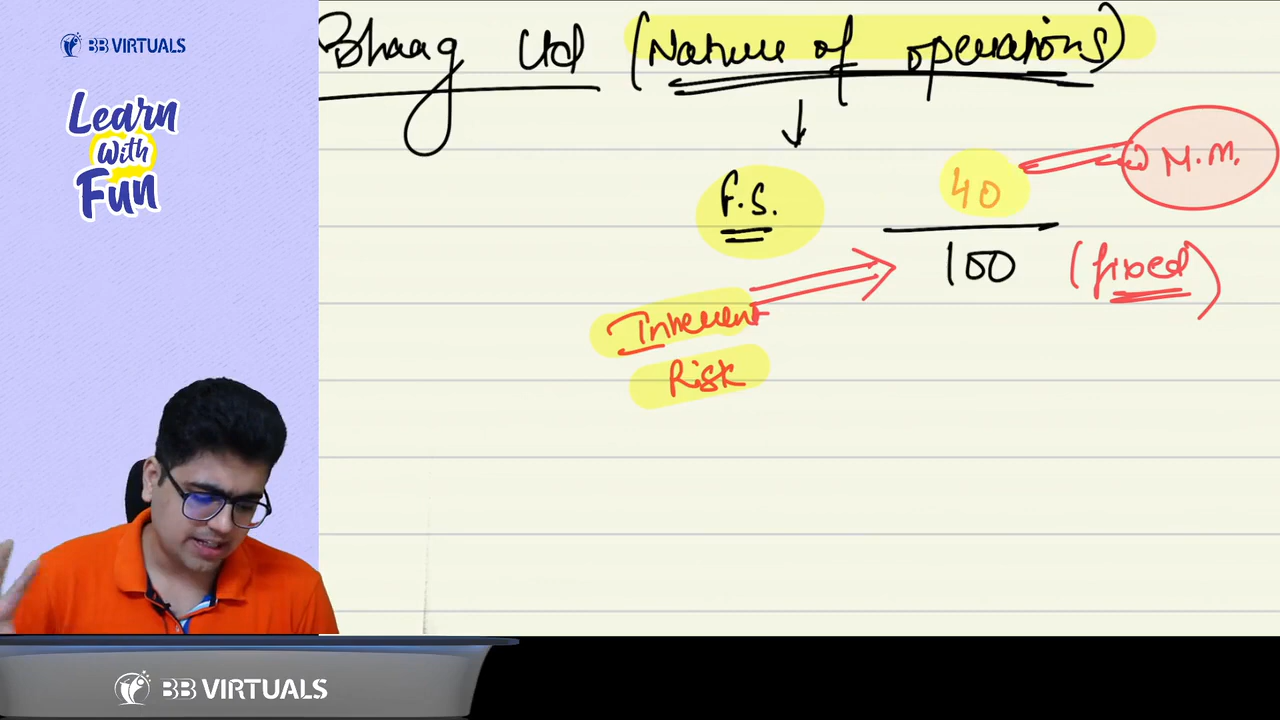 BB VIRTUALS
Learn
With
Fun
Bhaag Ltd (Nature of operations)
F.S.
40
M.M.
100 (fixed)
Inherent
Risk
BB VIRTUALS